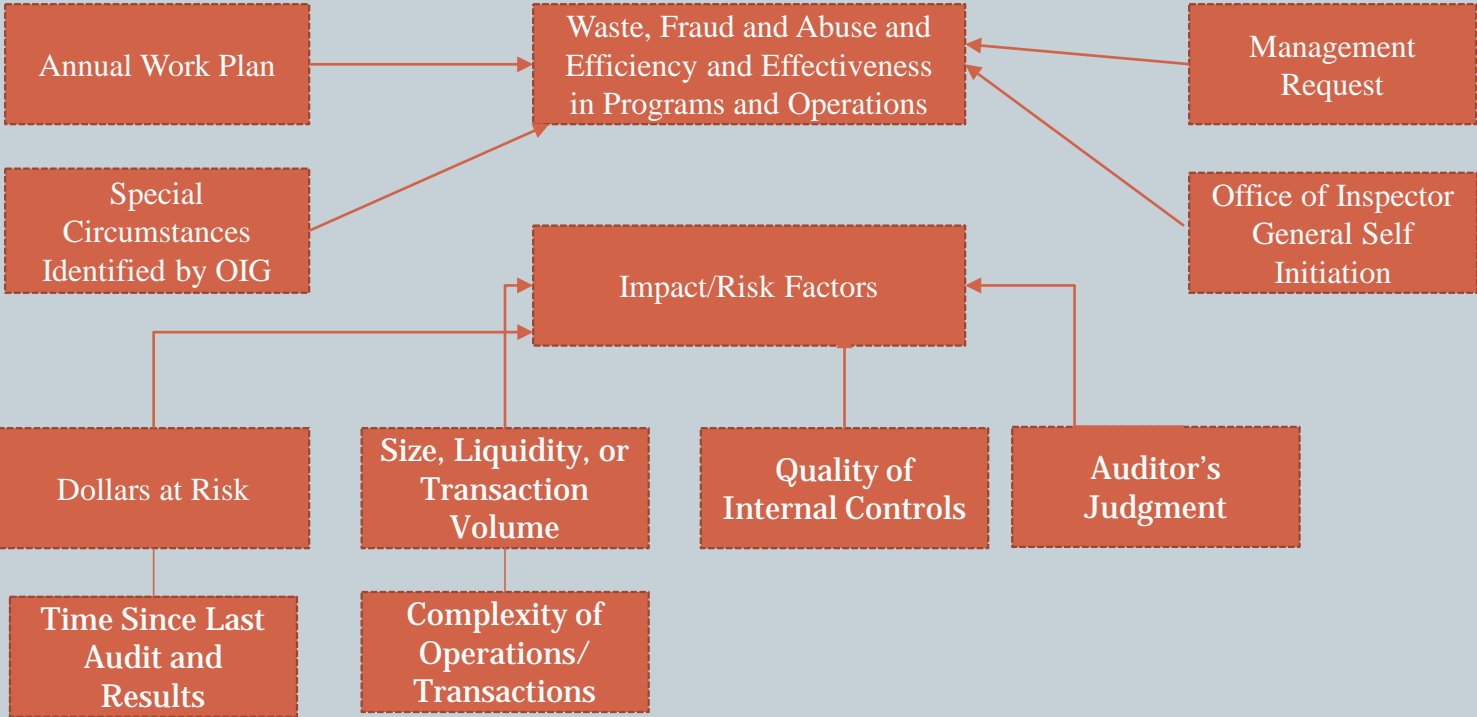 Annual Work Plan
Waste, Fraud and Abuse and
Efficiency and Effectiveness
in Programs and Operations
Management
Request
Special
Circumstances
Identified by OIG
Office of Inspector
General Self
Initiation
Impact/Risk Factors
Dollars at Risk
Size, Liquidity, or
Transaction
Volume
Quality of
Internal Controls
Auditor’s
Judgment
Time Since Last
Audit and
Results
Complexity of
Operations/
Transactions